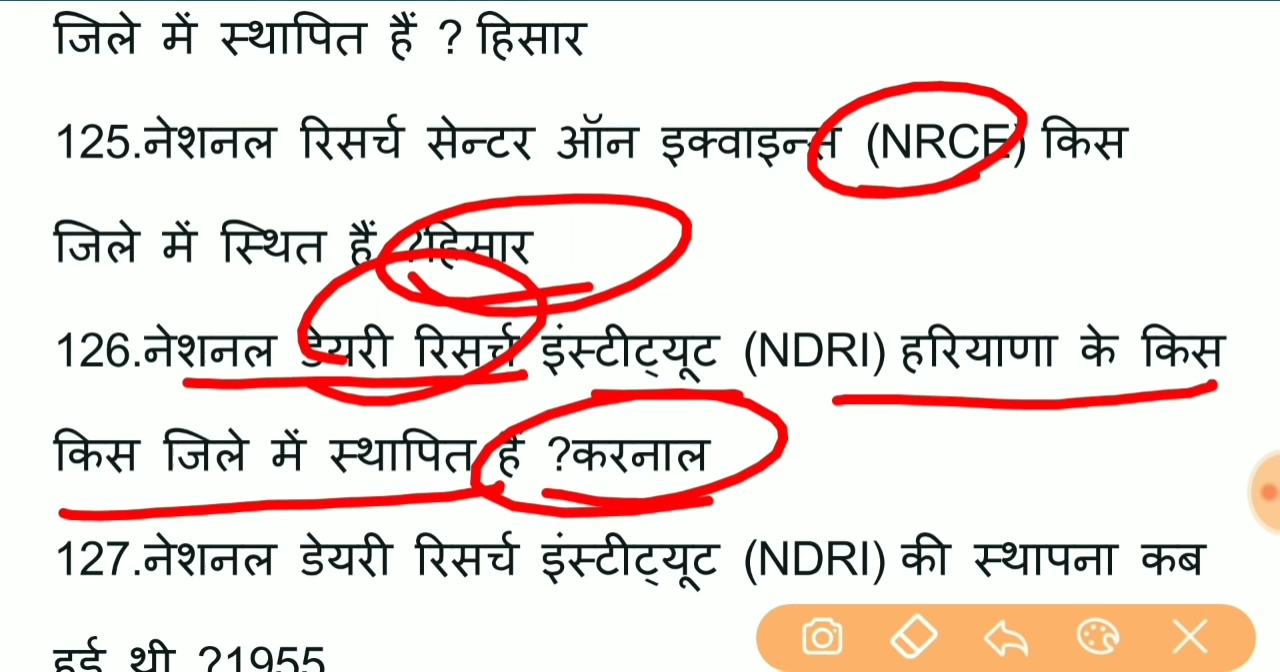 जिले में स्थापित हैं ? हिसार
125.नेशनल रिसर्च सेन्टर ऑन इक्वाइन्स (NRCE) किस
जिले में स्थित हैं ?हिसार
126.नेशनल डेयरी रिसर्च इंस्टीट्यूट (NDRI) हरियाणा के किस
किस जिले में स्थापित हैं ?करनाल
127.नेशनल डेयरी रिसर्च इंस्टीट्यूट (NDRI) की स्थापना कब
हुई थी ?1955